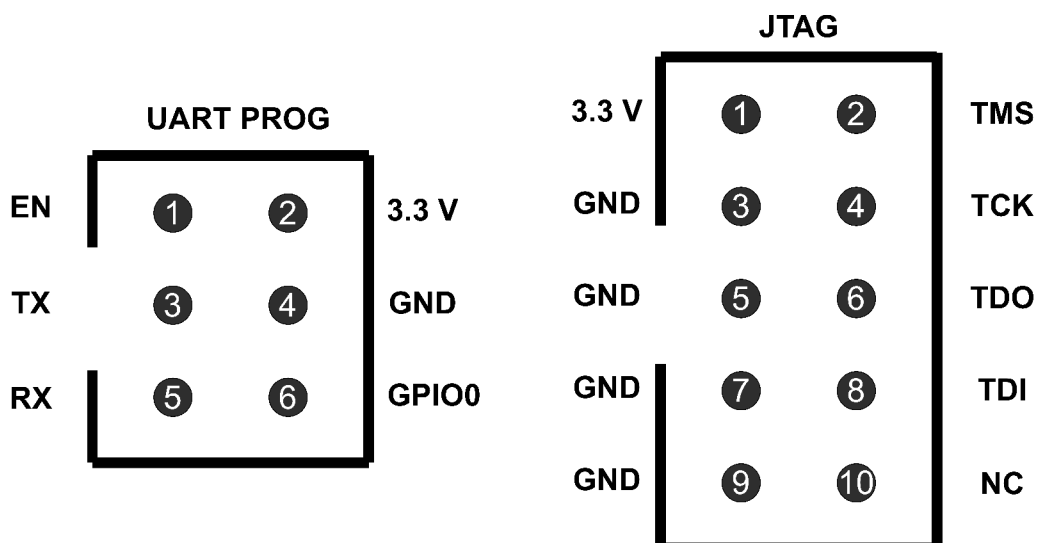 UART PROG
EN 1 2 3.3 V
TX 3 4 GND
RX 5 6 GPIO0
JTAG
3.3 V 1 2 TMS
GND 3 4 TCK
GND 5 6 TDO
GND 7 8 TDI
GND 9 10 NC